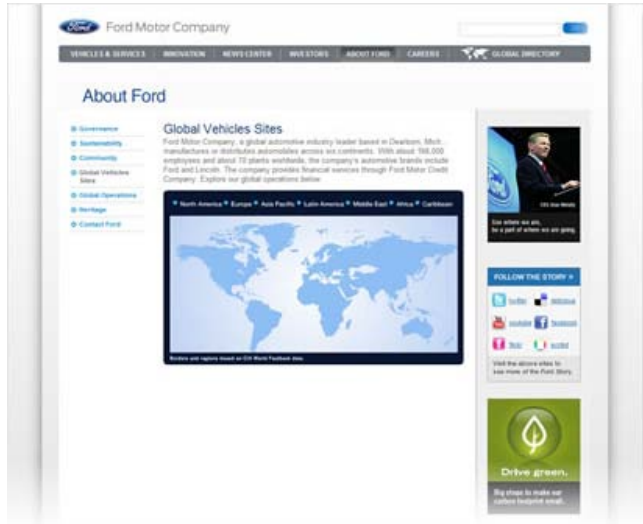 Ford
Ford Motor Company
VEHICLES & SERVICES
INNOVATION
NEWS CENTER
INVESTORS
ABOUT FORD
CAREERS
GLOBAL DIRECTORY
About Ford
Governance
Sustainability
Community
Global Vehicles
Sites
Global Operations
Heritage
Contact Ford
Global Vehicles Sites
Ford Motor Company, a global automotive industry leader based in Dearborn, Mich.,
manufactures or distributes automobiles across six continents. With about
employees and about 70 plants worldwide, the company's automotive brands include
Ford and Lincoln. The company provides financial services through Ford Motor Credit
Company. Explore our global operations below
North America Europe Asia Pacific Latin America Middle East Africa Caribbean
Borders and regions based on CIA World Factbook data.
CEO Alan Mulally
See where we are,
be a part of where we are going.
FOLLOW THE STORY »
twitter
delicious
youtube
facebook
flickr
scribd
Visit the above sites to
see more of the Ford Story.
Drive green.
Big steps to make our
carbon footprint small.